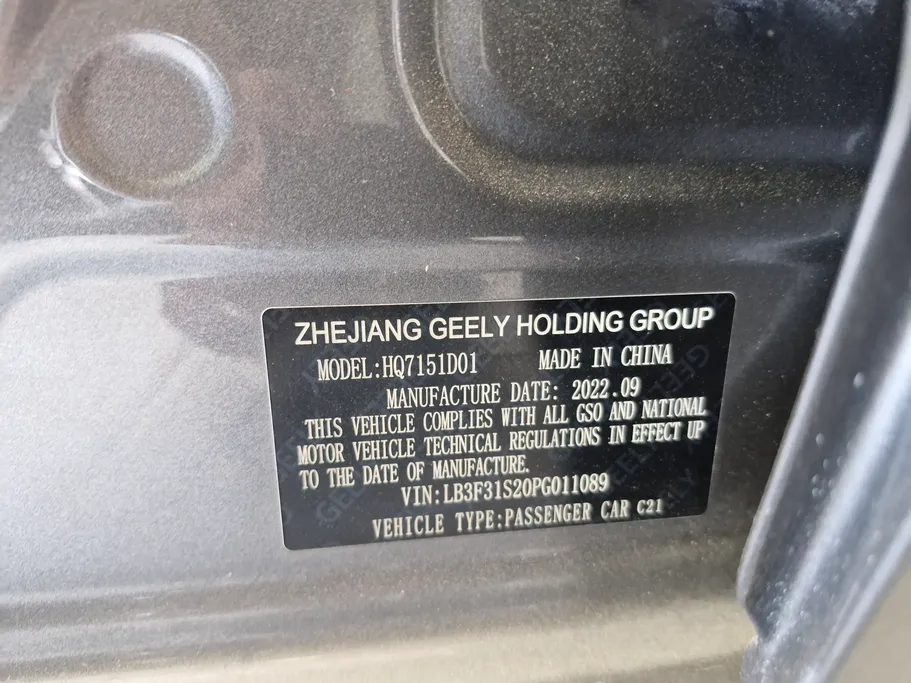 ZHEJIANG GEELY HOLDING GROUP
MODEL:HQ7151D01 MADE IN CHINA
MANUFACTURE DATE: 2022.09
THIS VEHICLE COMPLIES WITH ALL GSO AND NATIONAL
MOTOR VEHICLE TECHNICAL REGULATIONS IN EFFECT UP
TO THE DATE OF MANUFACTURE.
VIN:LB3F31S20PG011089
VEHICLE TYPE:PASSENGER CAR C21